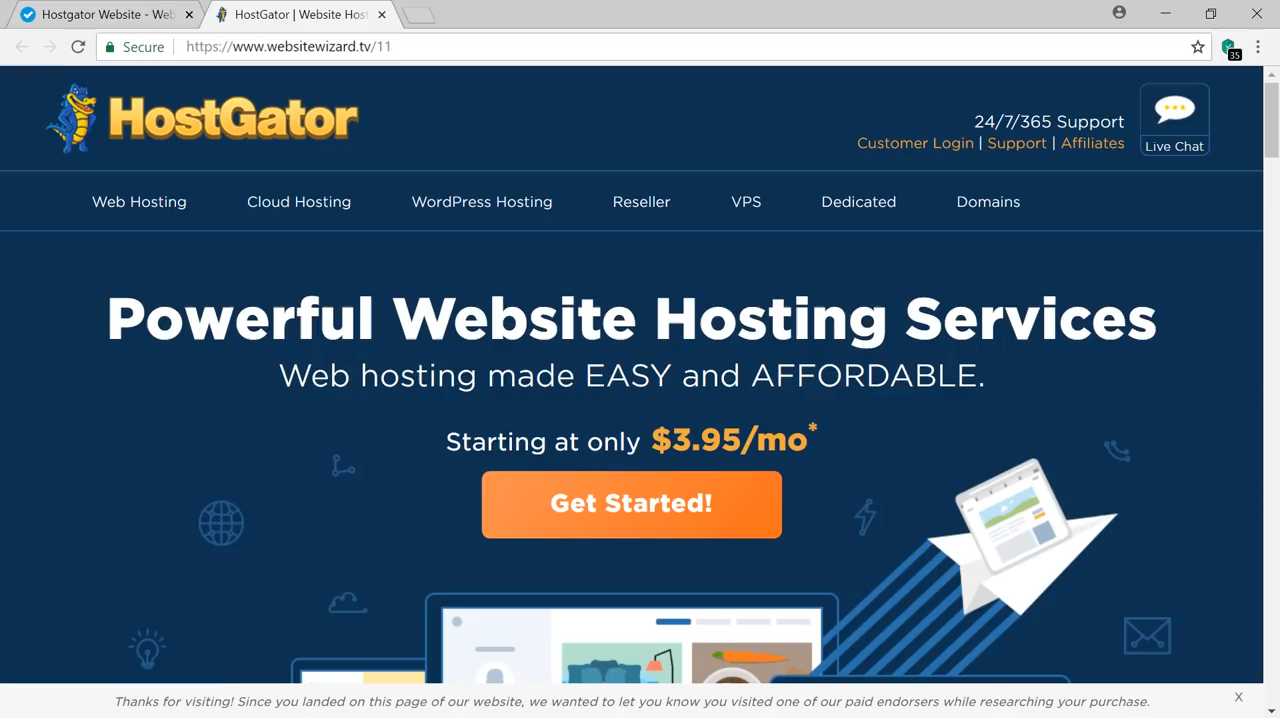 Hostgator Website - Web
HostGator | Website Hos
Secure
https://www.websitewizard.tv/11
35
HostGator
24/7/365 Support
Customer Login | Support | Affiliates
Live Chat
Web Hosting
Cloud Hosting
WordPress Hosting
Reseller
VPS
Dedicated
Domains
Powerful Website Hosting Services
Web hosting made EASY and AFFORDABLE.
Starting at only $3.95/mo*
Get Started!
Thanks for visiting! Since you landed on this page of our website, we wanted to let you know you visited one of our paid endorsers while researching your purchase.
X